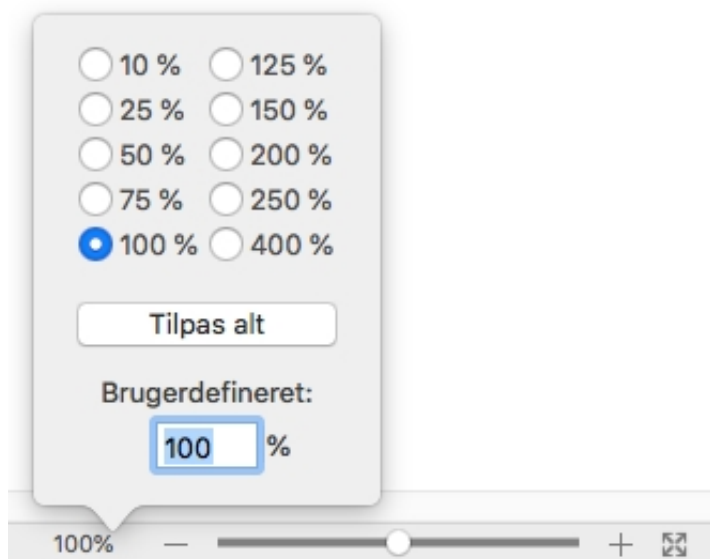 10 % 125 %
25 % 150 %
50 % 200 %
75 % 250 %
100 % 400 %
Tilpas alt
Brugerdefineret:
100 %
100%